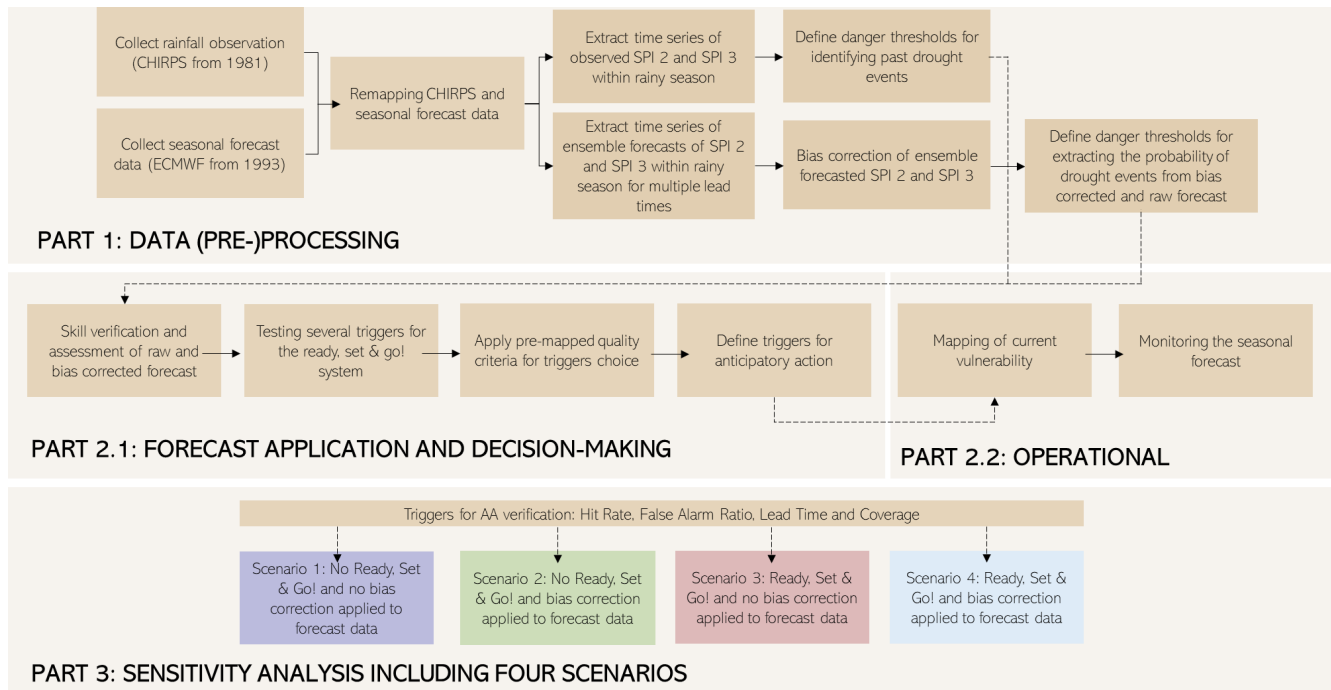 Collect rainfall observation
(CHIRPS from 1981)
Collect seasonal forecast
data (ECMWF from 1993)
Remapping CHIRPS and
seasonal forecast data
Extract time series of
observed SPI 2 and SPI 3
within rainy season
Define danger thresholds for
identifying past drought
events
Extract time series of
ensemble forecasts of SPI 2
and SPI 3 within rainy
season for multiple lead
times
Bias correction of ensemble
forecasted SPI 2 and SPI 3
Define danger thresholds for
extracting the probability of
drought events from bias
corrected and raw forecast
PART 1: DATA (PRE-)PROCESSING
Skill verification and
assessment of raw and
bias corrected forecast
Testing several triggers for
the ready, set & go!
system
Apply pre-mapped quality
criteria for triggers choice
Define triggers for
anticipatory action
PART 2.1: FORECAST APPLICATION AND DECISION-MAKING
Mapping of current
vulnerability
Monitoring the seasonal
forecast
PART 2.2: OPERATIONAL
Triggers for AA verification: Hit Rate, False Alarm Ratio, Lead Time and Coverage
Scenario 1: No Ready, Set
& Go! and no bias
correction applied to
forecast data
Scenario 2: No Ready, Set
& Go! and bias correction
applied to forecast data
Scenario 3: Ready, Set &
Go! and no bias correction
applied to forecast data
Scenario 4: Ready, Set &
Go! and bias correction
applied to forecast data
PART 3: SENSITIVITY ANALYSIS INCLUDING FOUR SCENARIOS